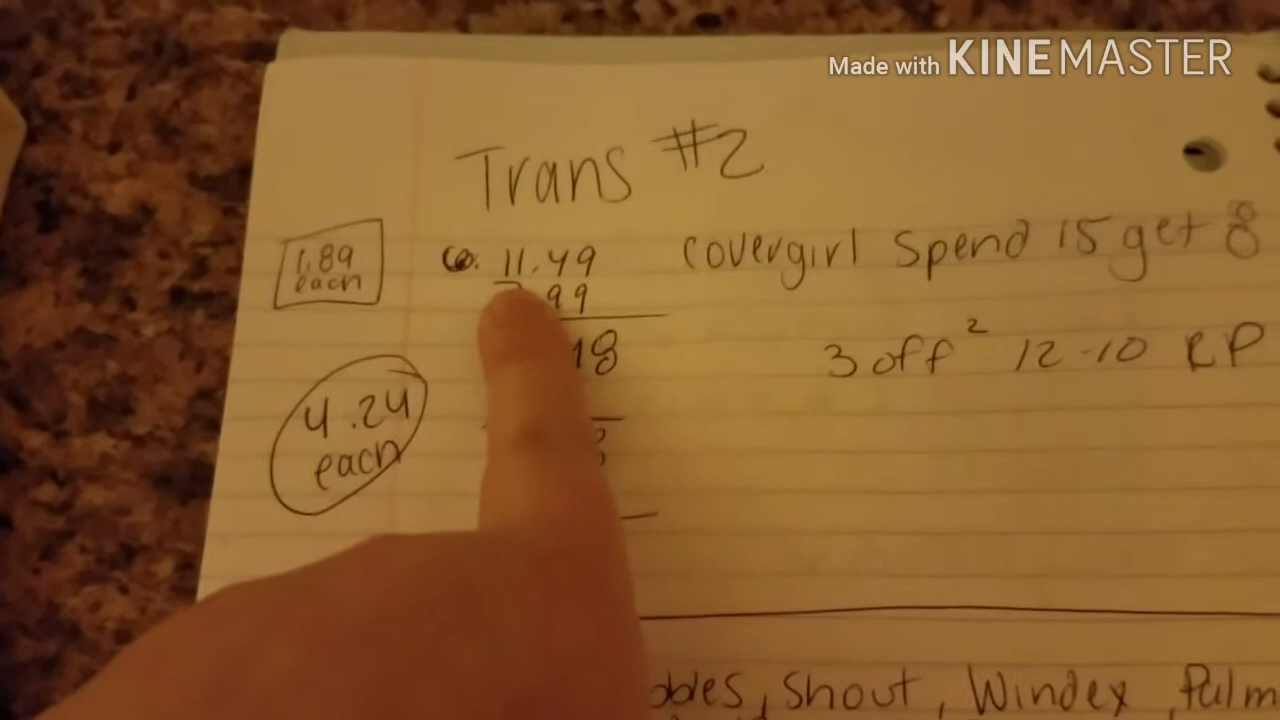 Made with KINEMASTER
Trans #2
1.89
each
11.49
99
18
4.24
each
covergirl spend 15 get 8
3 off 2 12-10 RP
Shout, Windex,